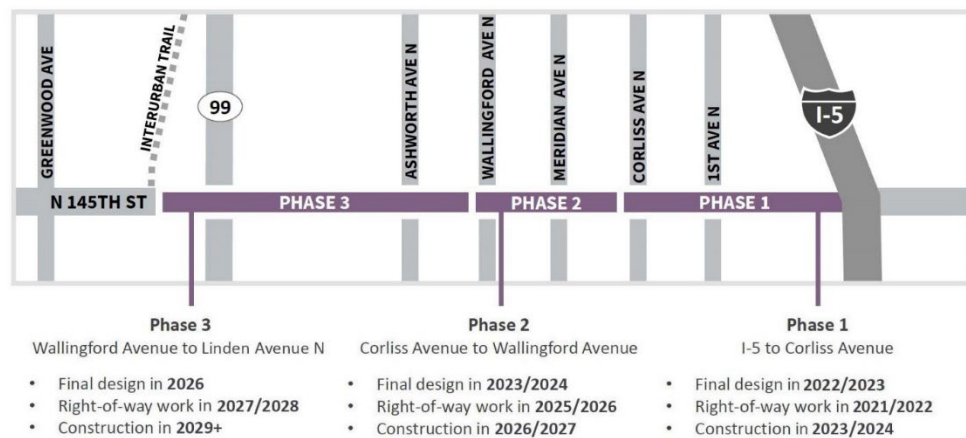 GREENWOOD AVE
INTERURBAN TRAIL
99
ASHWORTH AVE N
WALLINGFORD AVE N
MERIDIAN AVE N
CORLISS AVE N
1ST AVE N
I-5
N 145TH ST
PHASE 3
PHASE 2
PHASE 1
Phase 3
Wallingford Avenue to Linden Avenue N
• Final design in 2026
• Right-of-way work in 2027/2028
• Construction in 2029+
Phase 2
Corliss Avenue to Wallingford Avenue
• Final design in 2023/2024
• Right-of-way work in 2025/2026
• Construction in 2026/2027
Phase 1
I-5 to Corliss Avenue
• Final design in 2022/2023
• Right-of-way work in 2021/2022
• Construction in 2023/2024